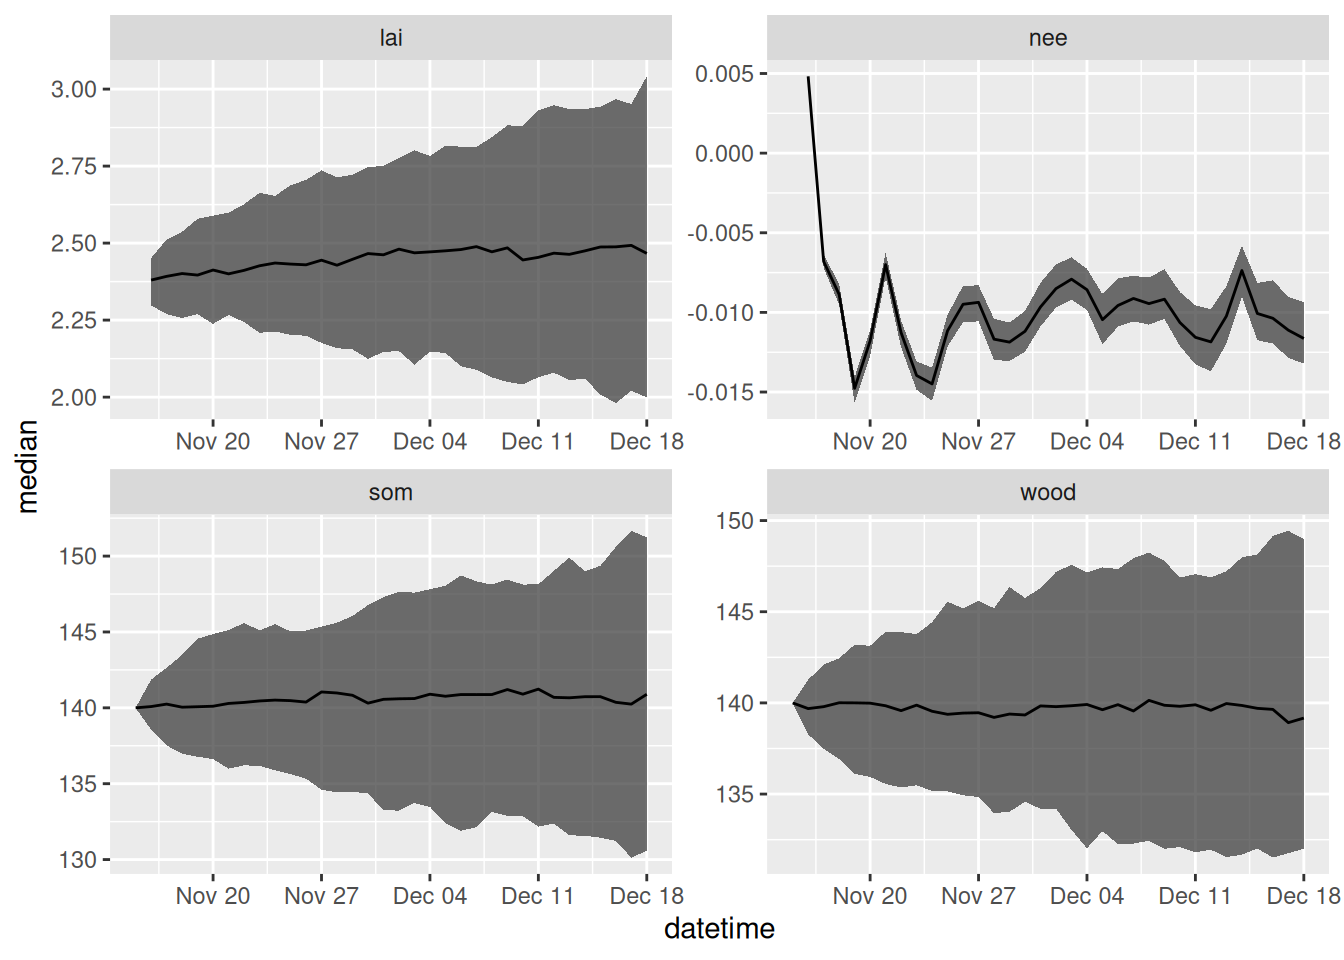 lai
nee
3.00
2.75
2.50
2.25
2.00
0.005
0.000
-0.005
-0.010
-0.015
Nov 20 Nov 27 Dec 04 Dec 11 Dec 18
Nov 20 Nov 27 Dec 04 Dec 11 Dec 18
median
som
wood
150
145
140
135
130
150
145
140
135
Nov 20 Nov 27 Dec 04 Dec 11 Dec 18
Nov 20 Nov 27 Dec 04 Dec 11 Dec 18
datetime